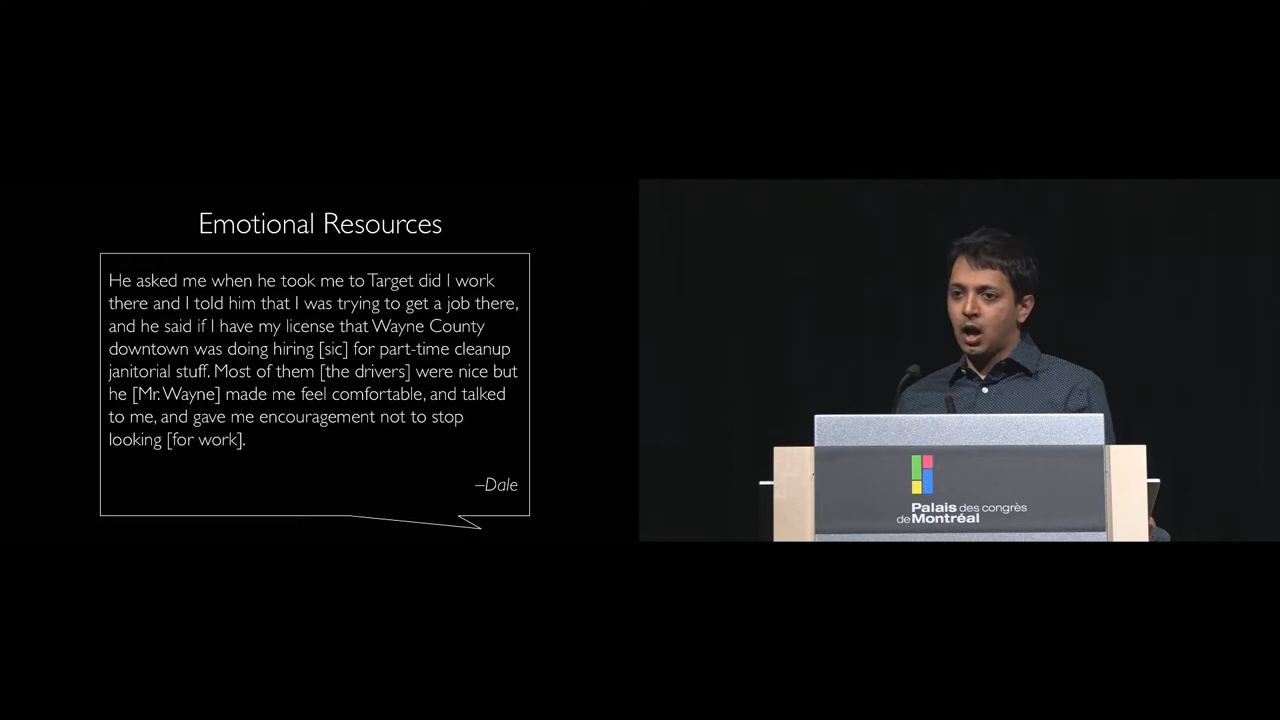 Emotional Resources
He asked me when he took me to Target did I work
there and I told him that I was trying to get a job there,
and he said if I have my license that Wayne County
downtown was doing hiring [sic] for part-time cleanup
janitorial stuff. Most of them [the drivers] were nice but
he [Mr. Wayne] made me feel comfortable, and talked
to me, and gave me encouragement not to stop
looking [for work].
–Dale
Palais des congrès
de Montréal